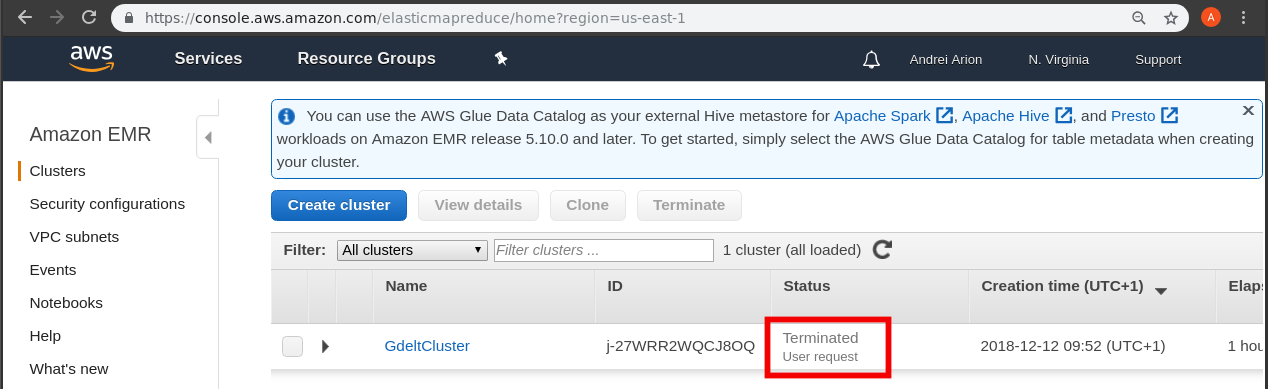 https://console.aws.amazon.com/elasticmapreduce/home?region=us-east-1
A
aws
Services
Resource Groups
Andrei Arion
N. Virginia
Support
Amazon EMR
Clusters
Security configurations
VPC subnets
Events
Notebooks
Help
What's new
You can use the AWS Glue Data Catalog as your external Hive metastore for Apache Spark, Apache Hive, and Presto
workloads on Amazon EMR release 5.10.0 and later. To get started, simply select the AWS Glue Data Catalog for table metadata when creating
your cluster.
Create cluster
View details
Clone
Terminate
Filter:
All clusters
Filter clusters ...
1 cluster (all loaded)
Name
ID
Status
Creation time (UTC+1)
GdeltCluster
j-27WRR2WQCJ8OQ
Terminated
User request
2018-12-12 09:52 (UTC+1)